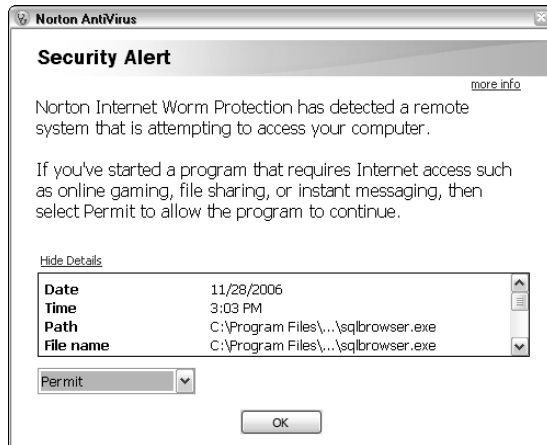 Norton AntiVirus
Security Alert
more info
Norton Internet Worm Protection has detected a remote
system that is attempting to access your computer.
If you've started a program that requires Internet access such
as online gaming, file sharing, or instant messaging, then
select Permit to allow the program to continue.
Hide Details
Date 11/28/2006
Time 3:03 PM
Path C:\Program Files\...\sqlbrowser.exe
File name C:\Program Files\...\sqlbrowser.exe
Permit
OK